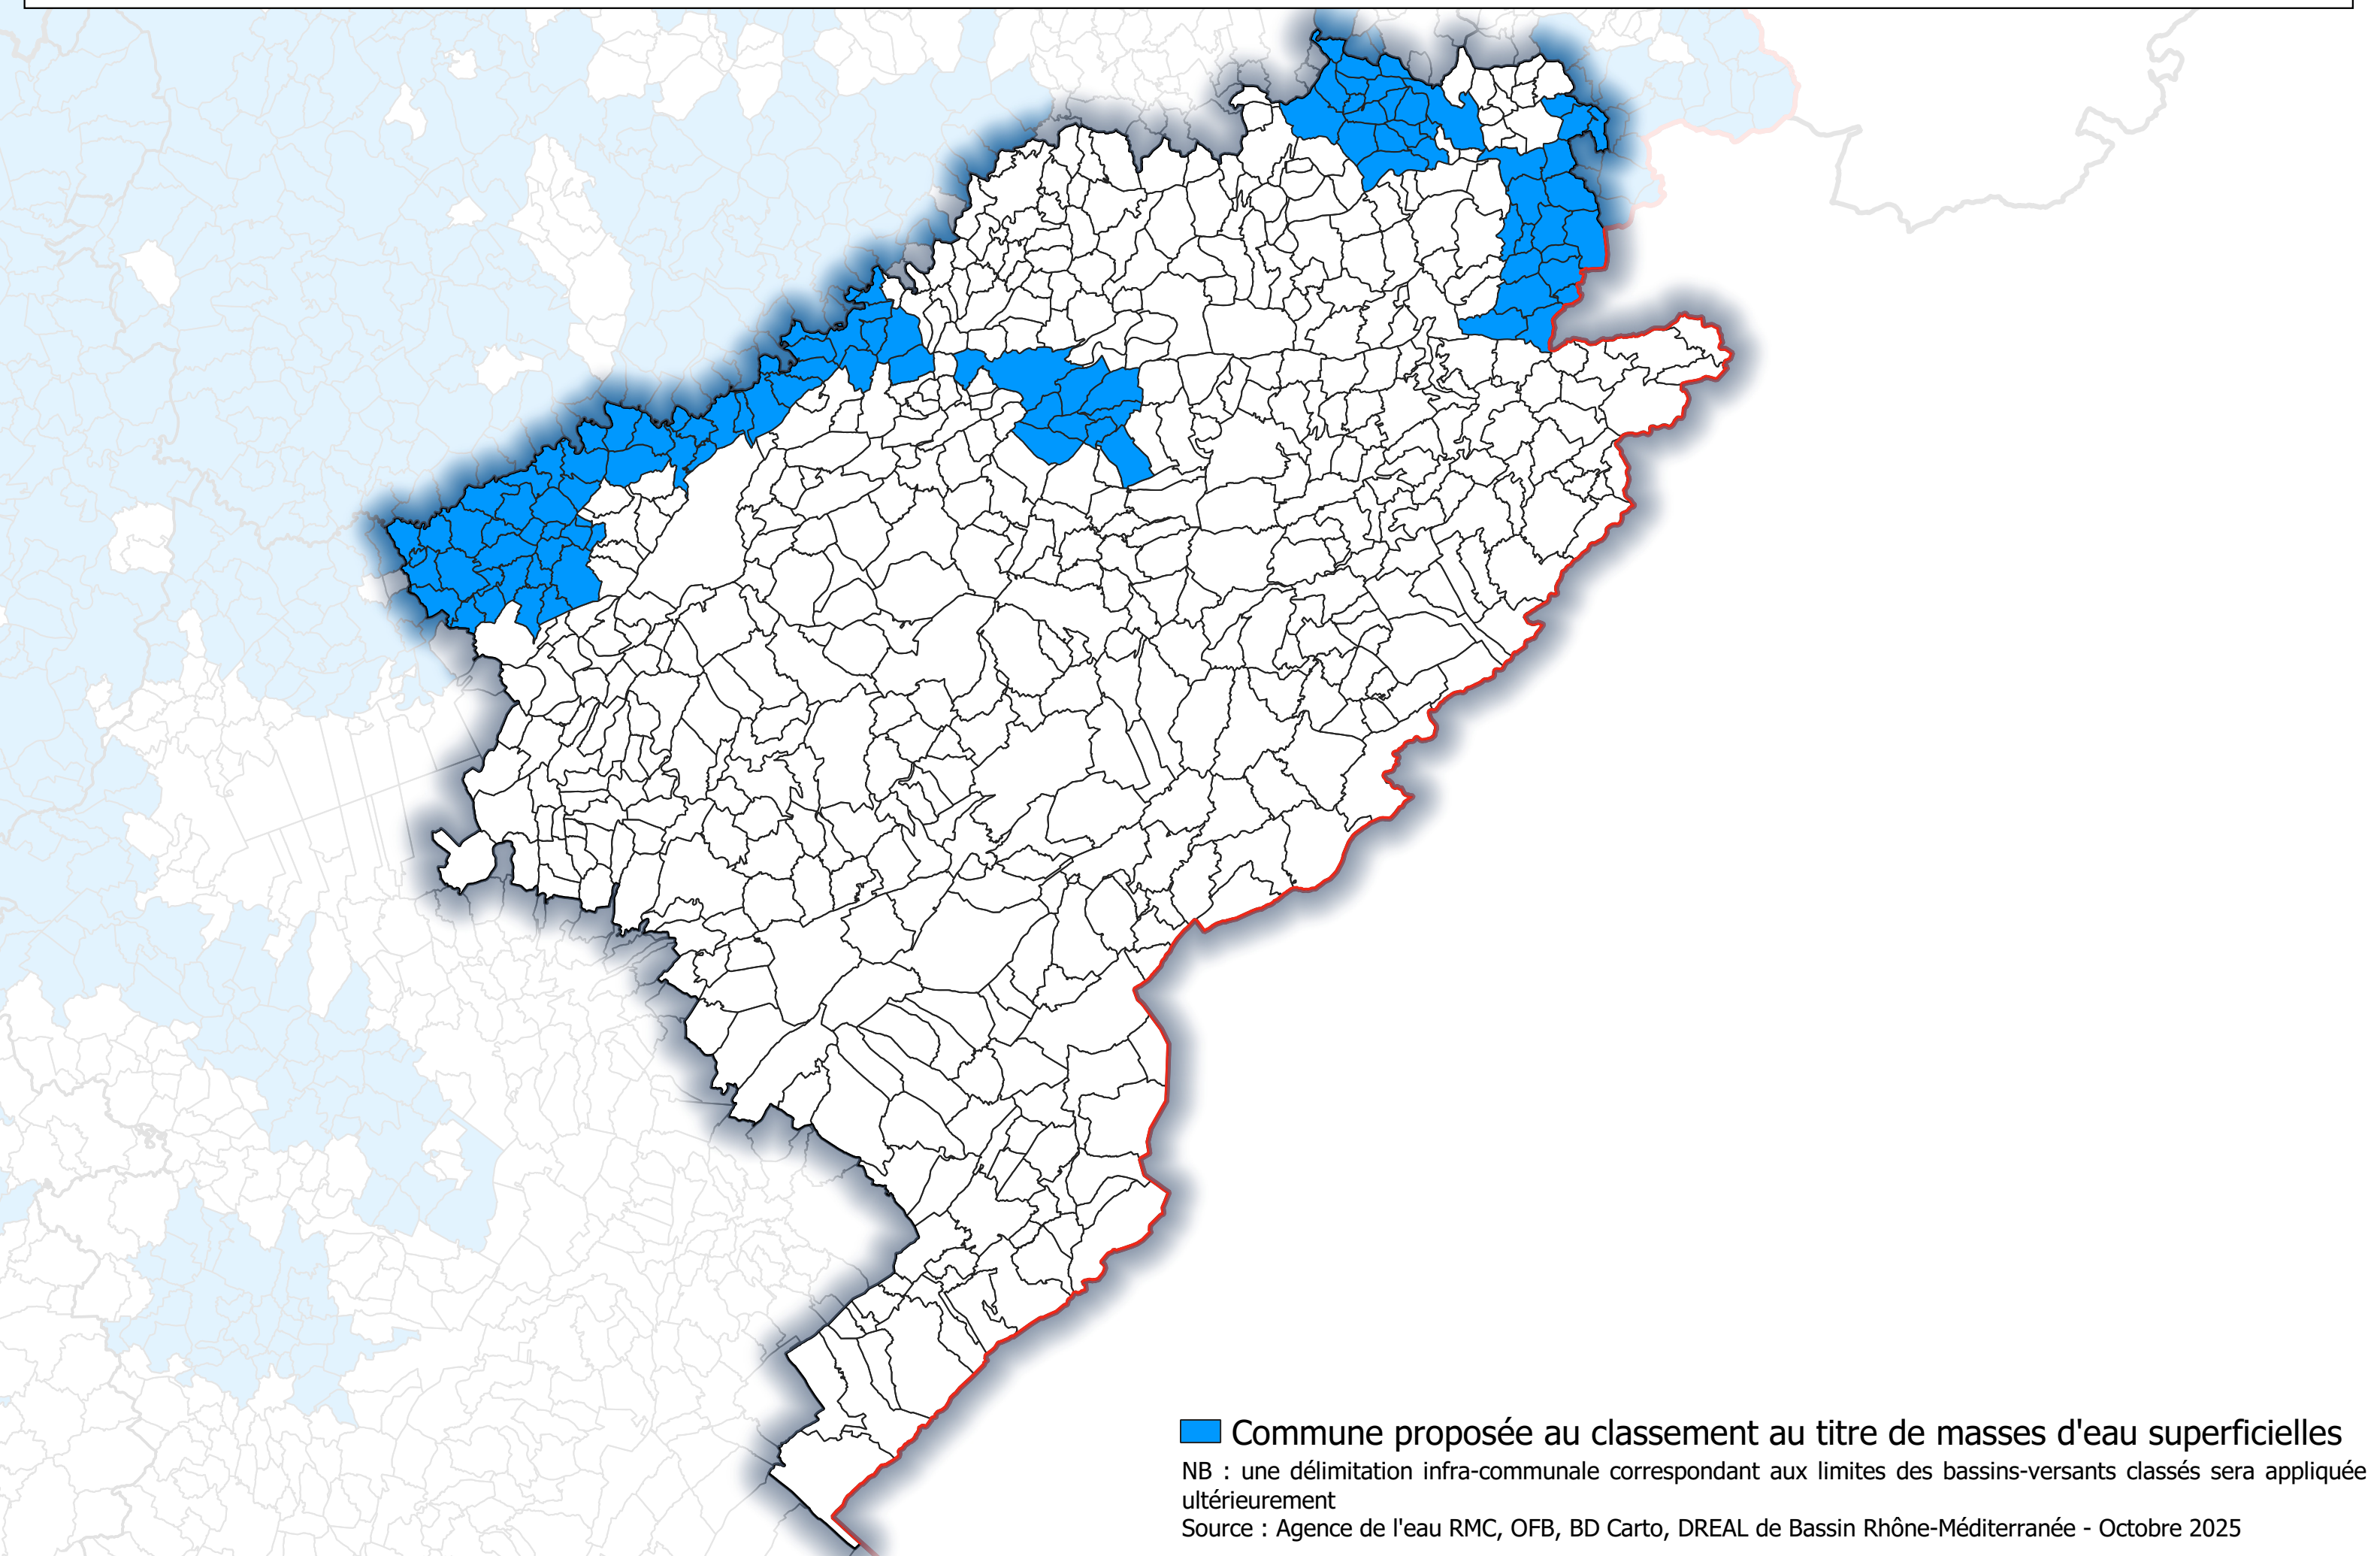 Commune proposée au classement au titre de masses d'eau superficielles
NB : une délimitation infra-communale correspondant aux limites des bassins-versants classés sera appliquée
ultérieurement
Source : Agence de l'eau RMC, OFB, BD Carto, DREAL de Bassin Rhône-Méditerranée - Octobre 2025